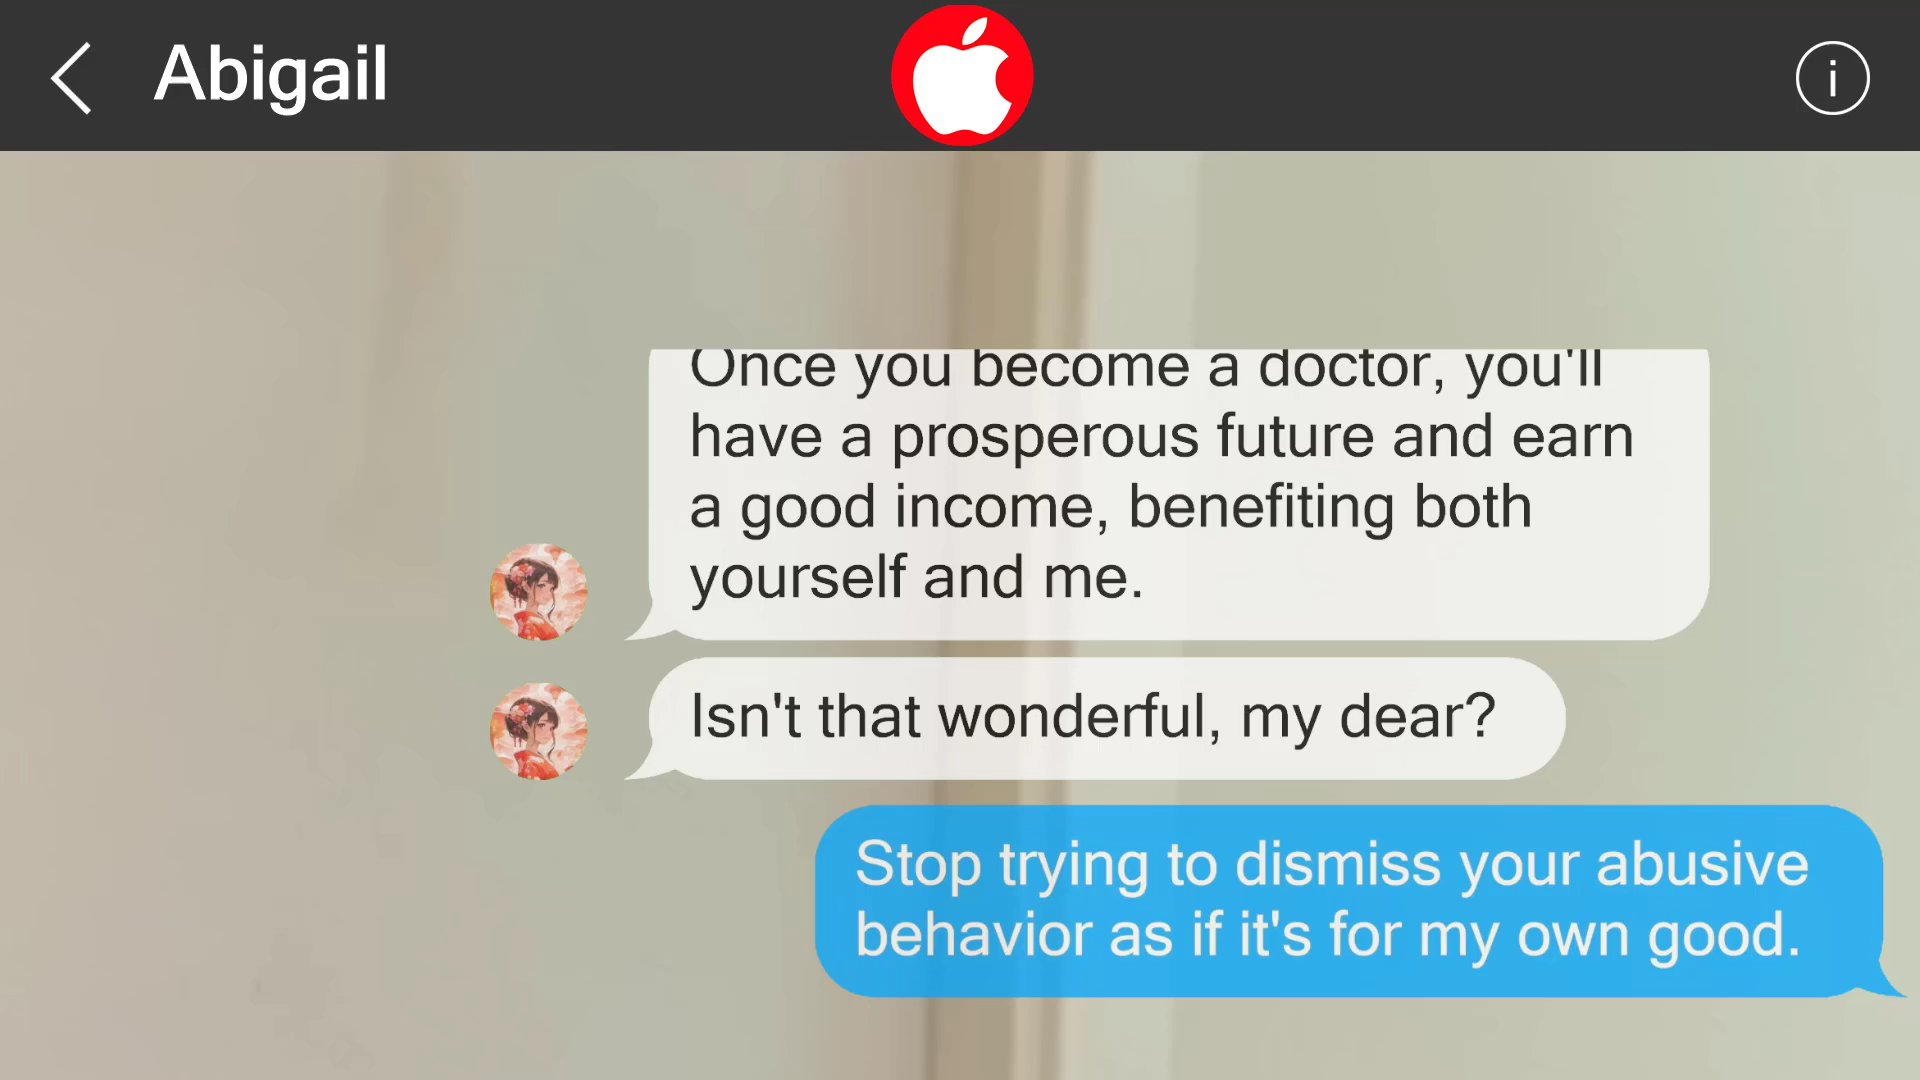 Abigail
i
Once you become a doctor, you'll
have a prosperous future and earn
a good income, benefiting both
yourself and me.
Isn't that wonderful, my dear?
Stop trying to dismiss your abusive
behavior as if it's for my own good.